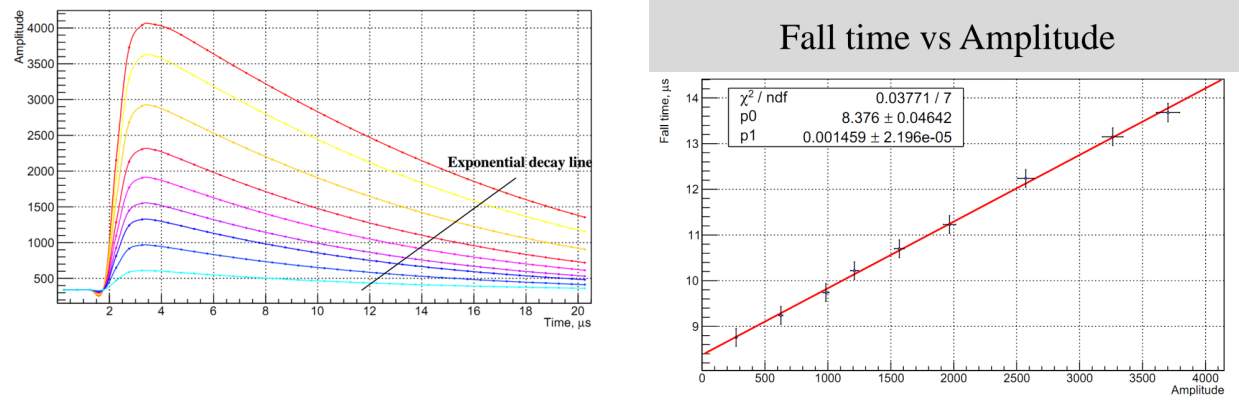 Amplitude
4000
3500
3000
2500
2000
1500
1000
500
Exponential decay line
2 4 6 8 10 12 14 16 18 20
Time, μs
Fall time vs Amplitude
Fall time, μs
χ² / ndf 0.03771 / 7
p0 8.376 ± 0.04642
p1 0.001459 ± 2.196e-05
14
13
12
11
10
9
0 500 1000 1500 2000 2500 3000 3500 4000
Amplitude